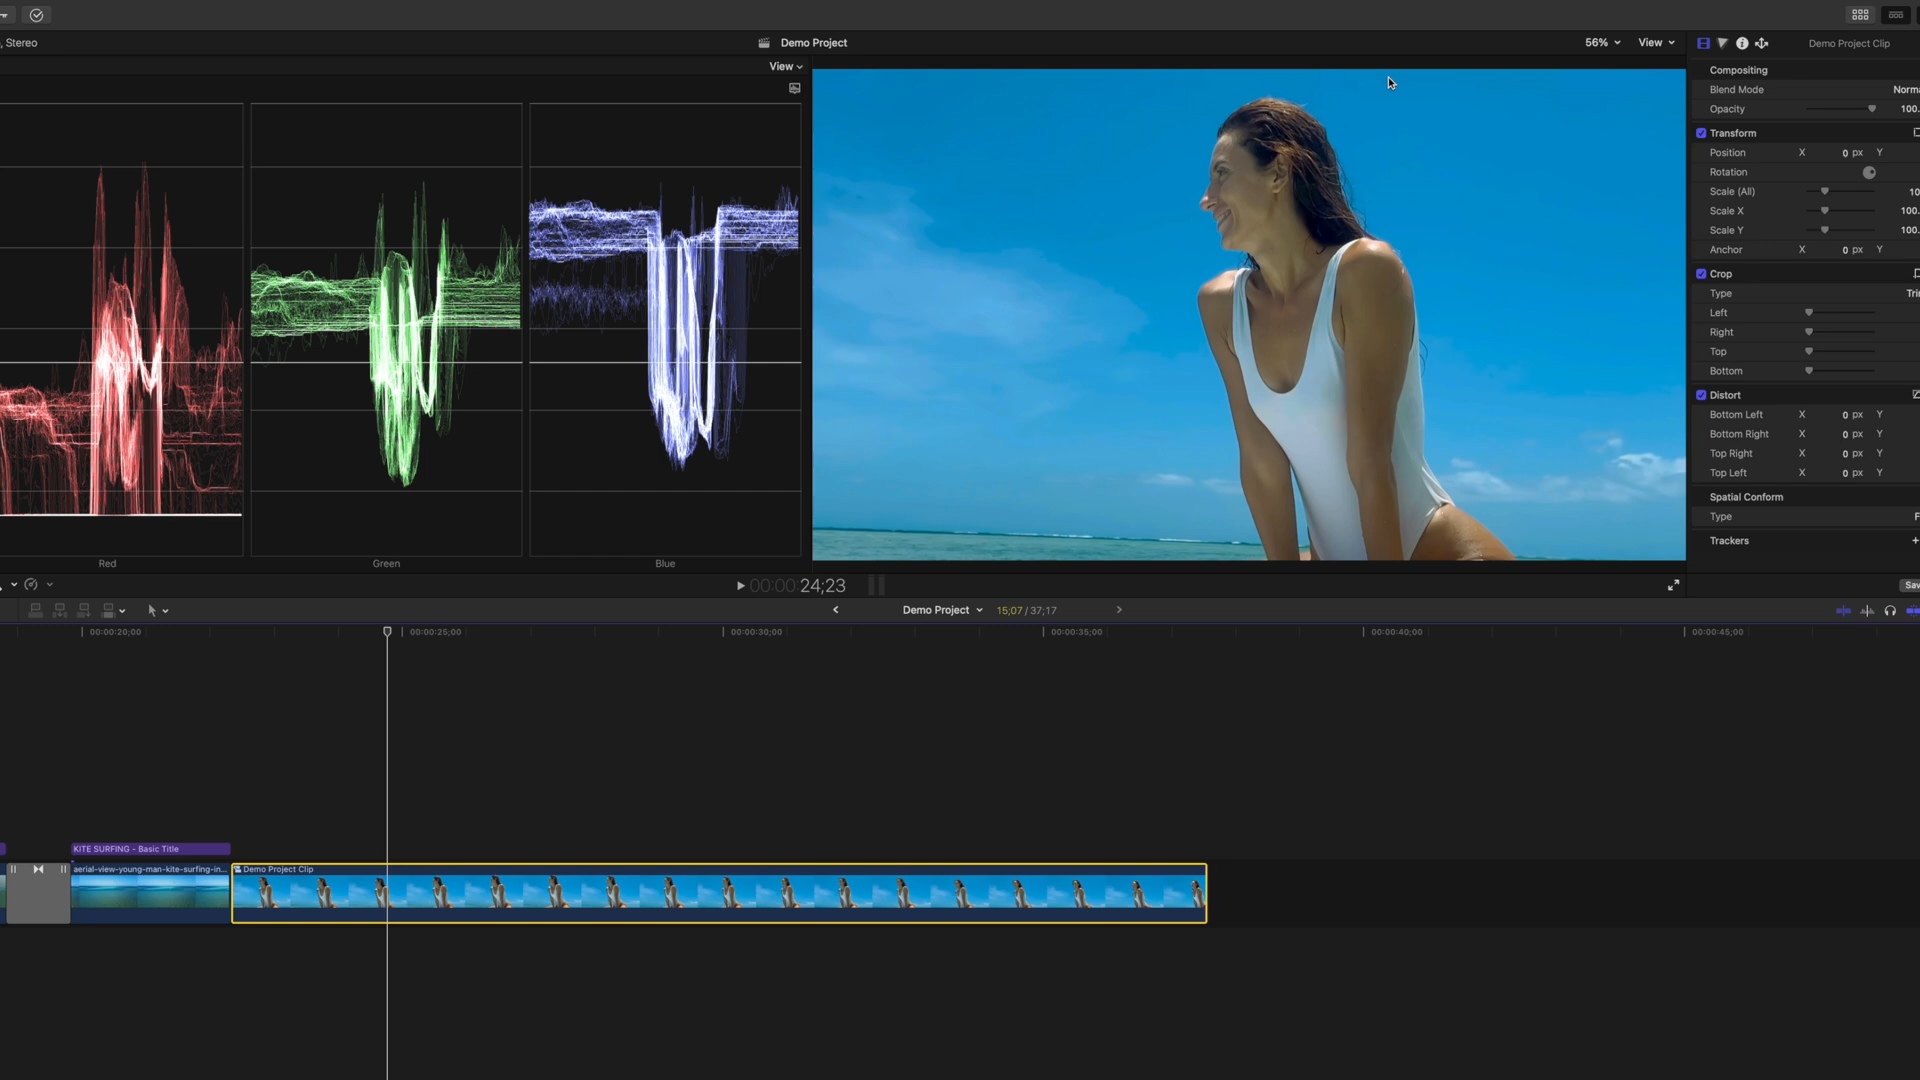 , Stereo
Demo Project
56%
View
Demo Project Clip
View
Compositing
Blend Mode
Opacity 100.
Transform
Position X 0 px Y
Rotation
Scale (All) 10
Scale X 100.
Scale Y 100.
Anchor X 0 px Y
Crop
Type
Left
Right
Top
Bottom
Distort
Bottom Left X 0 px Y
Bottom Right X 0 px Y
Top Right X 0 px Y
Top Left X 0 px Y
Spatial Conform
Type F
Trackers +
Red
Green
Blue
00:00:24;23
Sav
Demo Project
15;07 / 37;17
00:00:20;00
00:00:25;00
00:00:30;00
00:00:35;00
00:00:40;00
00:00:45;00
KITE SURFING - Basic Title
aerial-view-young-man-kite-surfing-in...
Demo Project Clip